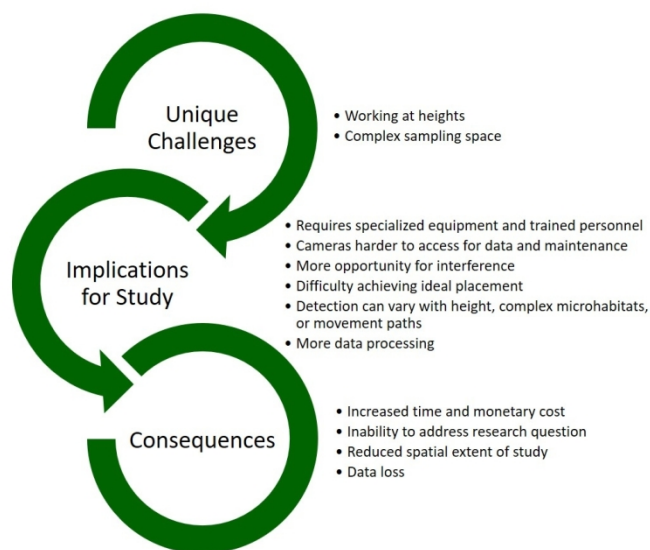 Unique
Challenges
• Working at heights
• Complex sampling space
Implications
for Study
• Requires specialized equipment and trained personnel
• Cameras harder to access for data and maintenance
• More opportunity for interference
• Difficulty achieving ideal placement
• Detection can vary with height, complex microhabitats,
or movement paths
• More data processing
Consequences
• Increased time and monetary cost
• Inability to address research question
• Reduced spatial extent of study
• Data loss